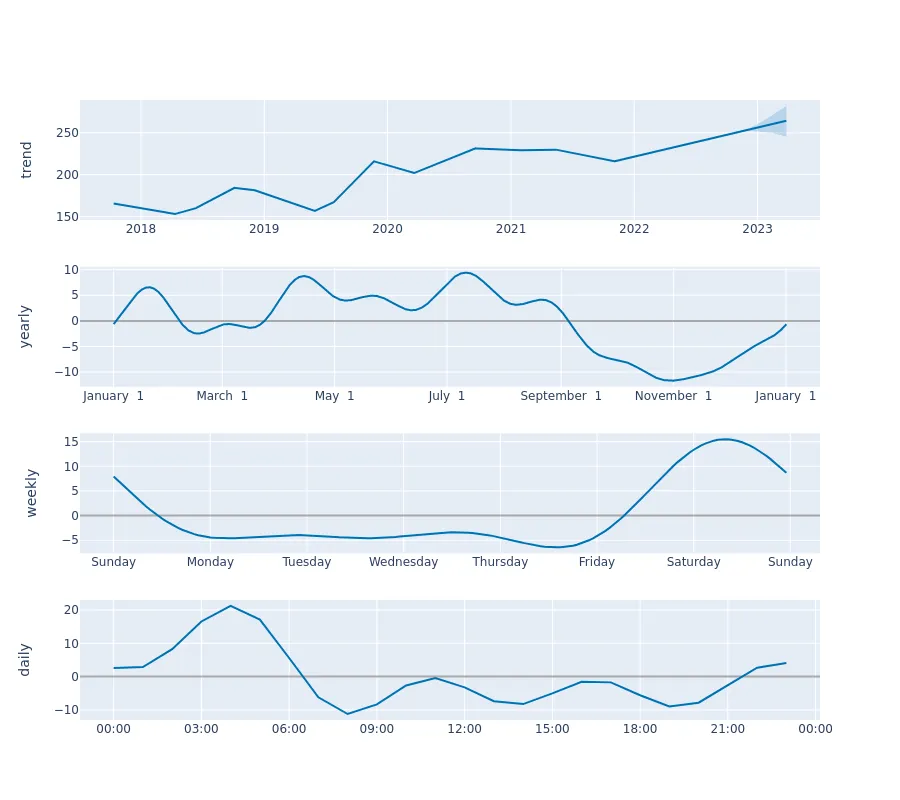 trend
250
200
150
2018 2019 2020 2021 2022 2023
yearly
10
5
0
−5
−10
January 1 March 1 May 1 July 1 September 1 November 1 January 1
weekly
15
10
5
0
−5
Sunday Monday Tuesday Wednesday Thursday Friday Saturday Sunday
daily
20
10
0
−10
00:00 03:00 06:00 09:00 12:00 15:00 18:00 21:00 00:00